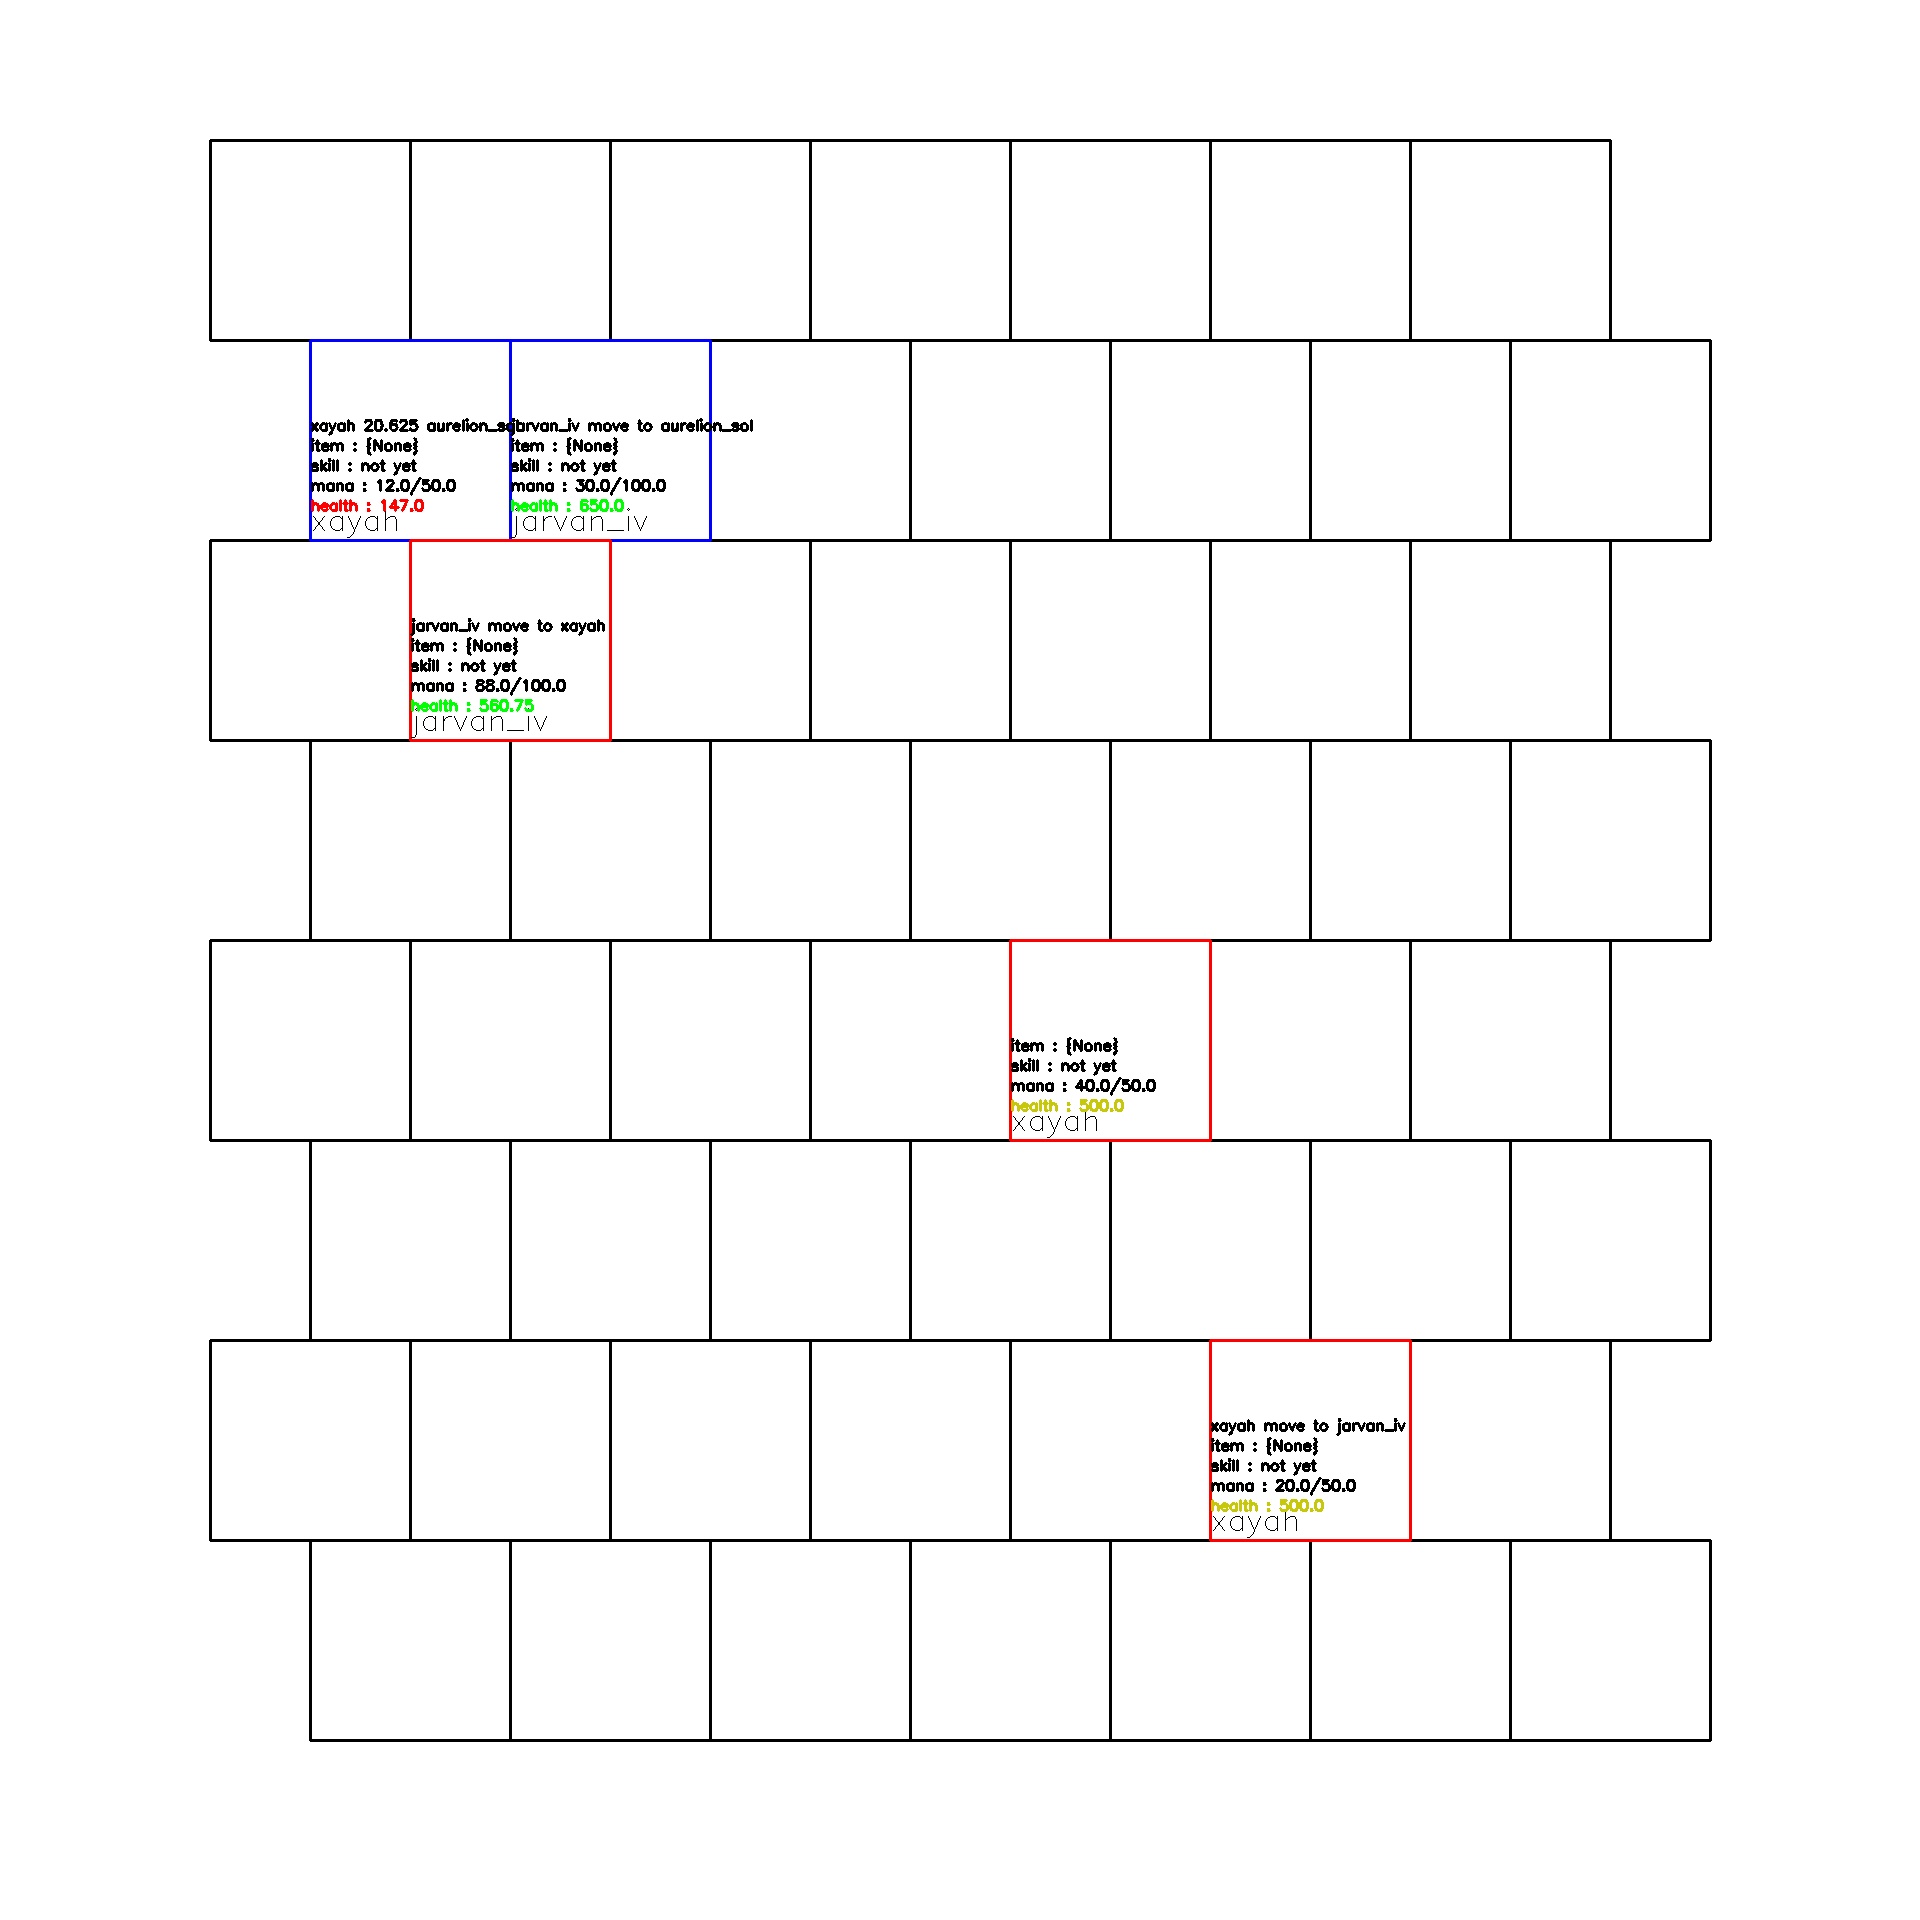 xayah 20.625 aurelion_sol
item : {None}
skill : not yet
mana : 12.0/50.0
health : 147.0
xayah
jarvan_iv move to aurelion_sol
item : {None}
skill : not yet
mana : 30.0/100.0
health : 650.0
jarvan_iv
jarvan_iv move to xayah
item : {None}
skill : not yet
mana : 88.0/100.0
health : 560.75
jarvan_iv
item : {None}
skill : not yet
mana : 40.0/50.0
health : 500.0
xayah
xayah move to jarvan_iv
item : {None}
skill : not yet
mana : 20.0/50.0
health : 500.0
xayah